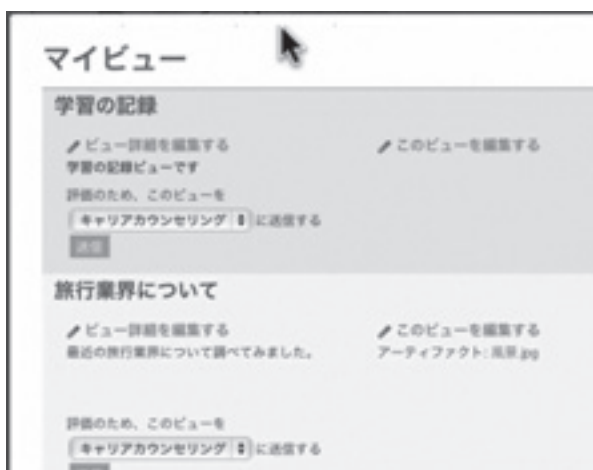 マイビュー
学習の記録
ビュー詳細を編集する
このビューを編集する
学習の記録ビューです
評価のため、このビューを
キャリアカウンセリング に送信する
送信
旅行業界について
ビュー詳細を編集する
このビューを編集する
最近の旅行業界について調べてみました。
アーティファクト: 風景.jpg
評価のため、このビューを
キャリアカウンセリング に送信する